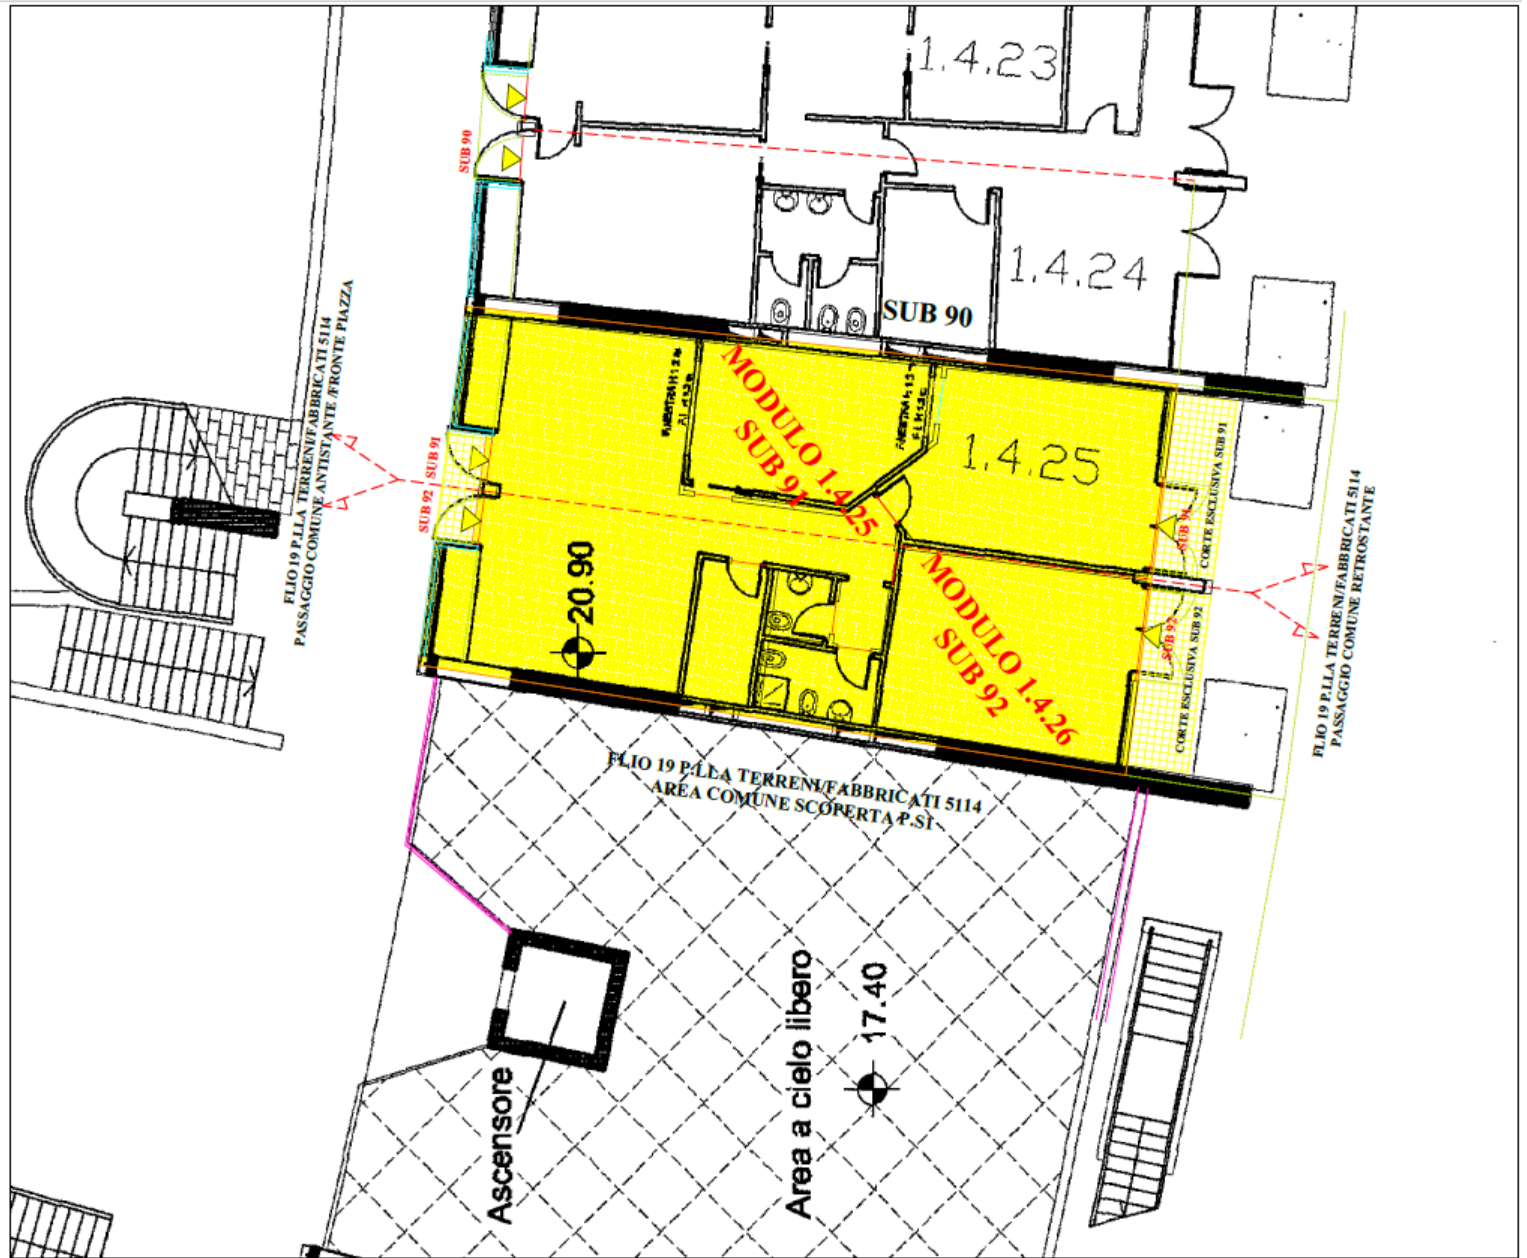 1.4.23
SUB 90
1.4.24
SUB 90
FLIO 19 P.LLA TERRENI/FABBRICATI 5114
PASSAGGIO COMUNE ANTISTANTE /FRONTE PIAZZA
SUB 91
SUB 92
MODULO 1.4.25
SUB 91
1.4.25
20.90
MODULO 1.4.26
SUB 92
SUB 91
CORTE ESCLUSIVA SUB 91
SUB 92
CORTE ESCLUSIVA SUB 92
FLIO 19 P.LLA TERRENI/FABBRICATI 5114
PASSAGGIO COMUNE RETROSTANTE
FLIO 19 P.LLA TERRENI/FABBRICATI 5114
AREA COMUNE SCOPERTA P.SI
Ascensore
Area a cielo libero
17.40